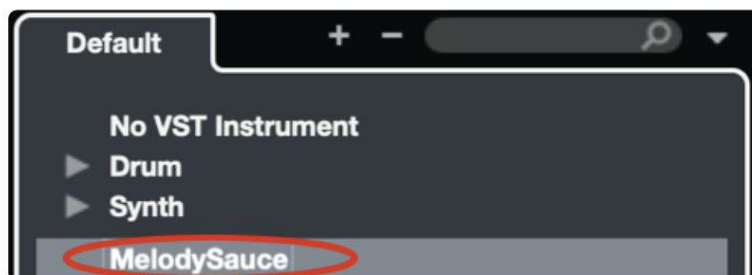 Default + −
No VST Instrument
Drum
Synth
MelodySauce